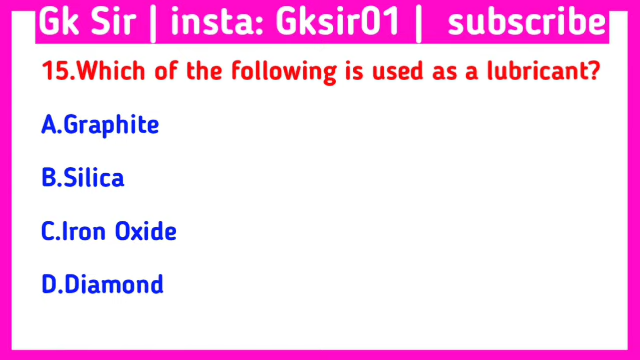 Gk Sir | insta: Gksir01 | subscribe
15.Which of the following is used as a lubricant?
A.Graphite
B.Silica
C.Iron Oxide
D.Diamond